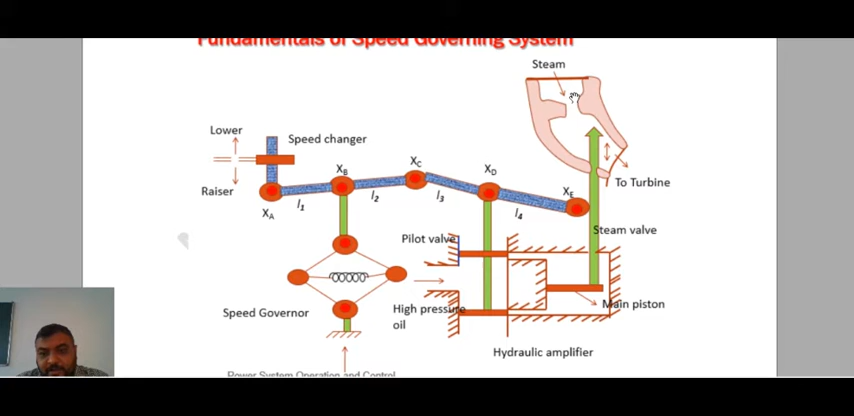 Fundamentals of Speed Governing System
Steam
Lower
Speed changer
X_C
X_B
X_D
Raiser
To Turbine
X_E
l_1
l_2
l_3
X_A
l_4
Steam valve
Pilot valve
Speed Governor
High pressure
oil
Main piston
Hydraulic amplifier
Power System Operation and Control